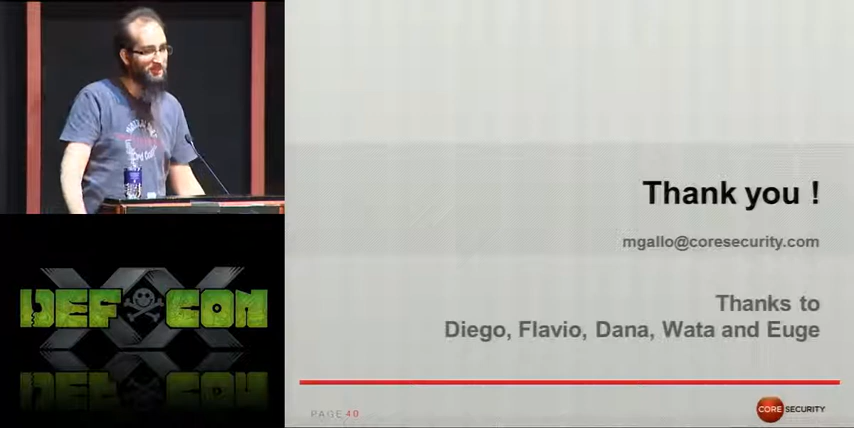 DEF CON
XX
Thank you !
mgallo@coresecurity.com
Thanks to
Diego, Flavio, Dana, Wata and Euge
PAGE 40
CORE SECURITY